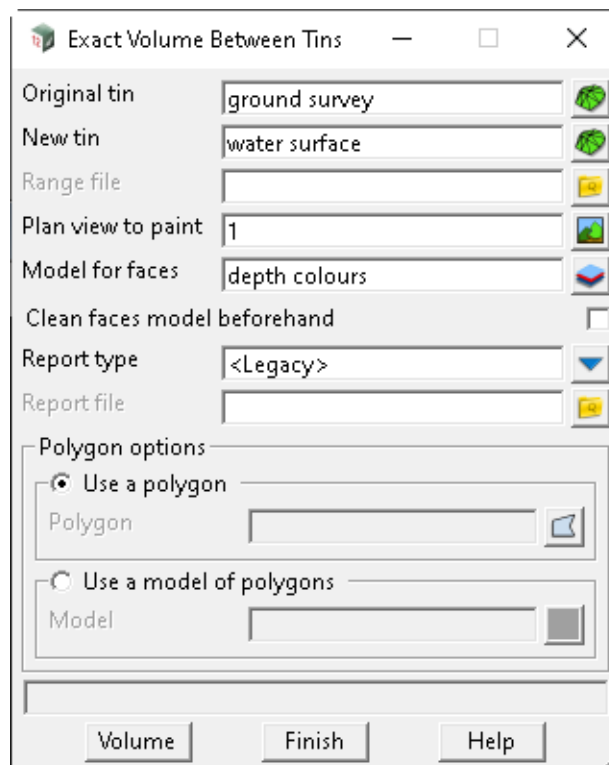 Exact Volume Between Tins
Original tin ground survey
New tin water surface
Range file
Plan view to paint 1
Model for faces depth colours
Clean faces model beforehand
Report type <Legacy>
Report file
Polygon options
Use a polygon
Polygon
Use a model of polygons
Model
Volume Finish Help